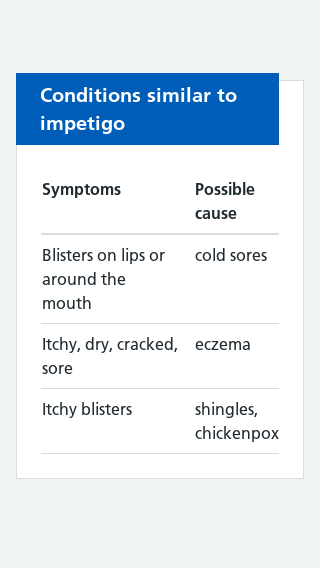 Conditions similar to
impetigo
Symptoms
Possible
cause
Blisters on lips or
around the
mouth
cold sores
Itchy, dry, cracked,
sore
eczema
Itchy blisters
shingles,
chickenpox